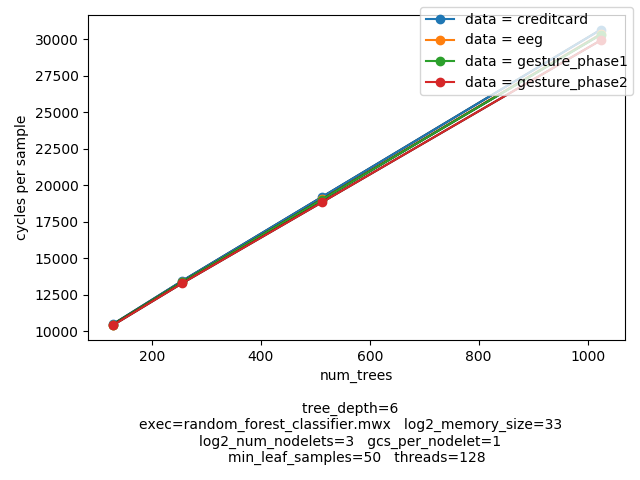 data = creditcard
data = eeg
data = gesture_phase1
data = gesture_phase2
30000
27500
25000
22500
20000
17500
15000
12500
10000
cycles per sample
200 400 600 800 1000
num_trees
tree_depth=6
exec=random_forest_classifier.mwx log2_memory_size=33
log2_num_nodelets=3 gcs_per_nodelet=1
min_leaf_samples=50 threads=128